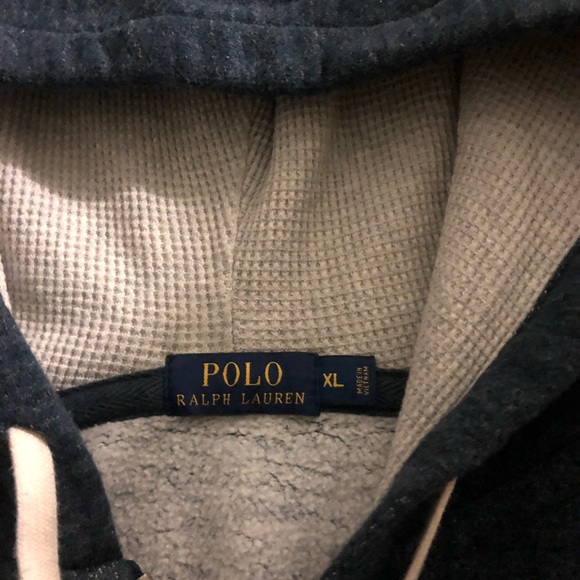 POLO
RALPH LAUREN
XL
MADE IN
VIETNAM